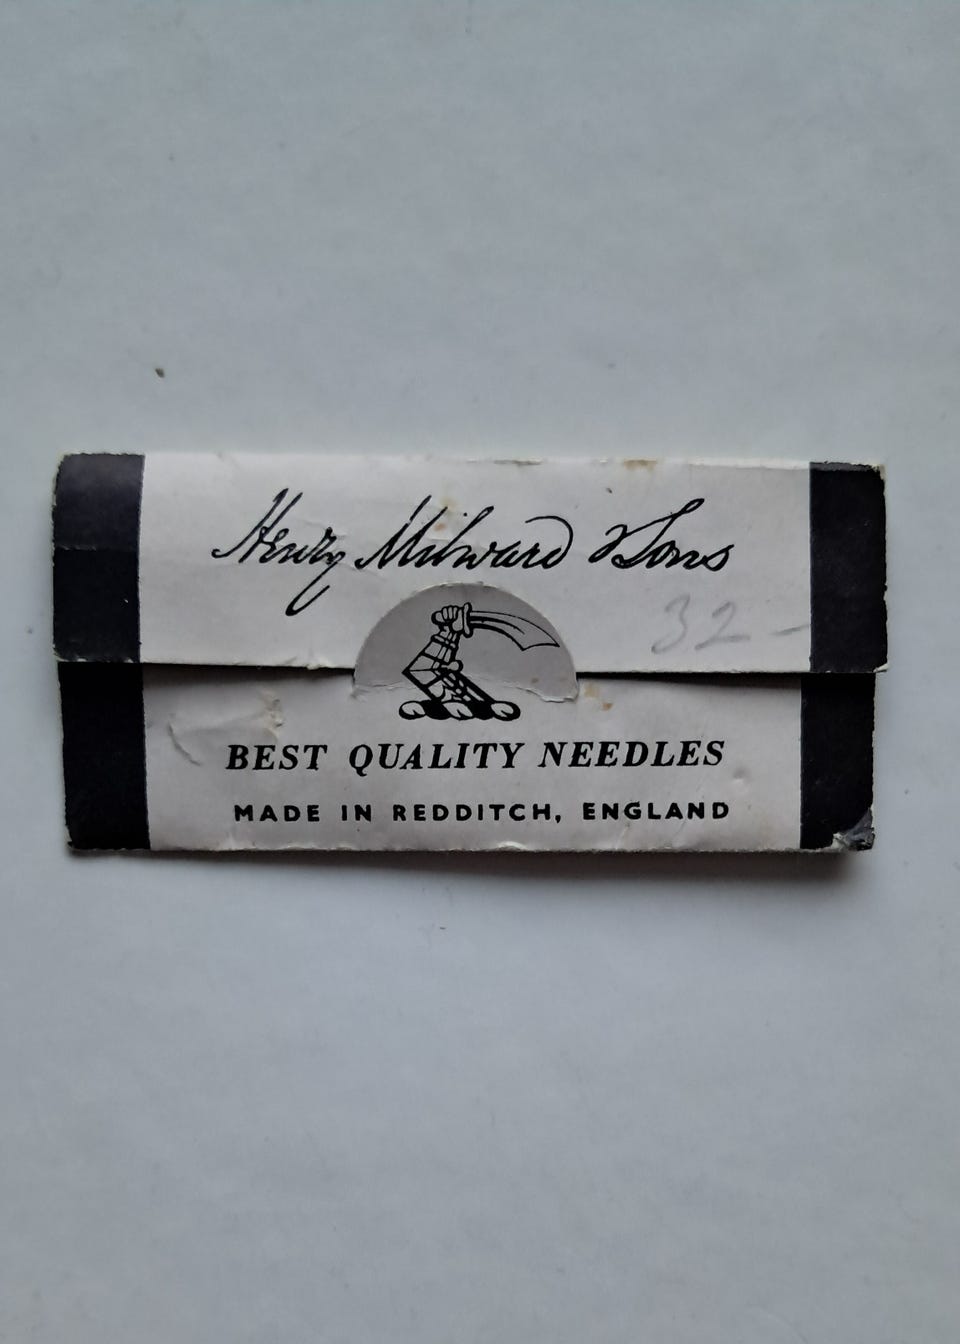 Henry Milward & Sons
32-
BEST QUALITY NEEDLES
MADE IN REDDITCH, ENGLAND